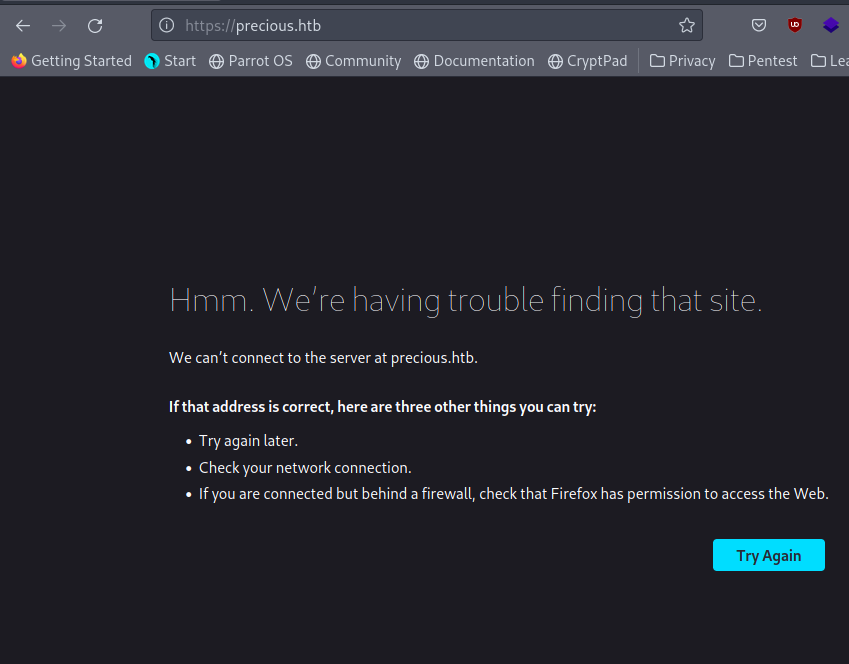 https://precious.htb
Getting Started Start Parrot OS Community Documentation CryptPad Privacy Pentest Lea
Hmm. We’re having trouble finding that site.
We can’t connect to the server at precious.htb.
If that address is correct, here are three other things you can try:
• Try again later.
• Check your network connection.
• If you are connected but behind a firewall, check that Firefox has permission to access the Web.
Try Again